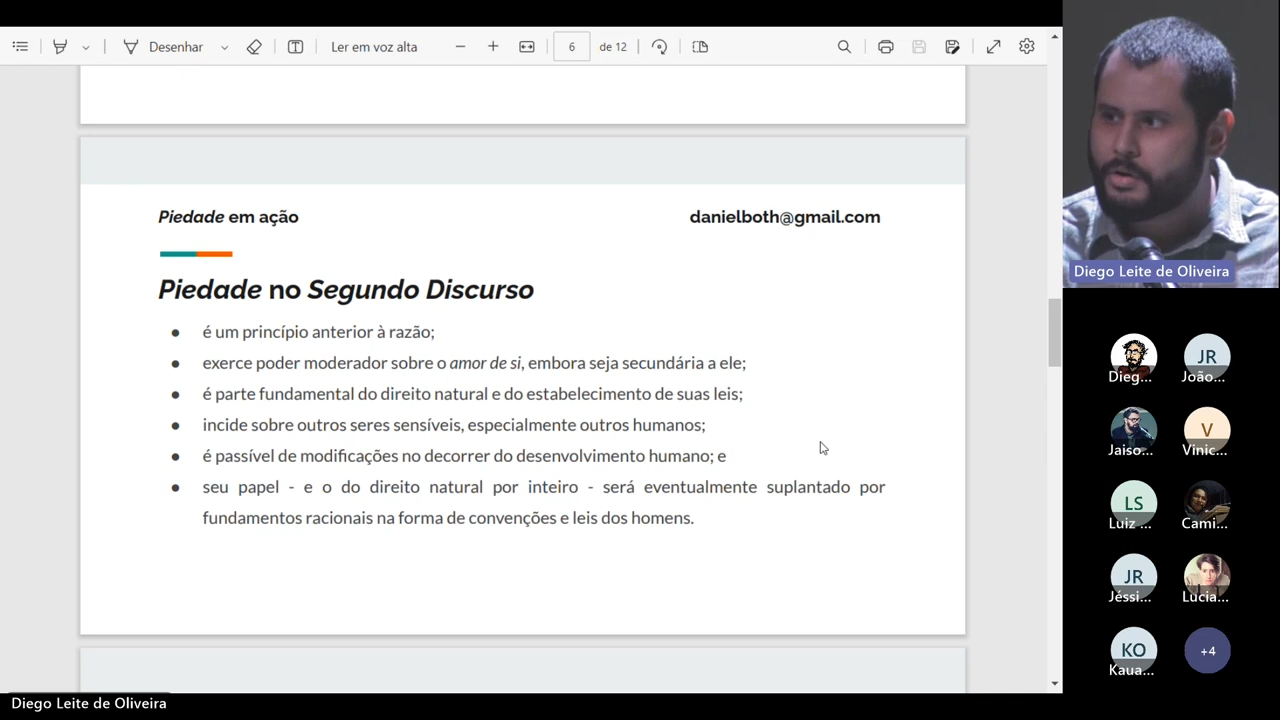 Desenhar
Ler em voz alta
6
de 12
Piedade em ação
danielboth@gmail.com
Piedade no Segundo Discurso
● é um princípio anterior à razão;
● exerce poder moderador sobre o amor de si, embora seja secundária a ele;
● é parte fundamental do direito natural e do estabelecimento de suas leis;
● incide sobre outros seres sensíveis, especialmente outros humanos;
● é passível de modificações no decorrer do desenvolvimento humano; e
● seu papel - e o do direito natural por inteiro - será eventualmente suplantado por
fundamentos racionais na forma de convenções e leis dos homens.
Diego Leite de Oliveira
Dieg...
JR
João...
Jaiso...
V
Vinic...
LS
Luiz ...
Cami...
JR
Jéssi...
Lucia...
KO
Kaua...
+4
Diego Leite de Oliveira